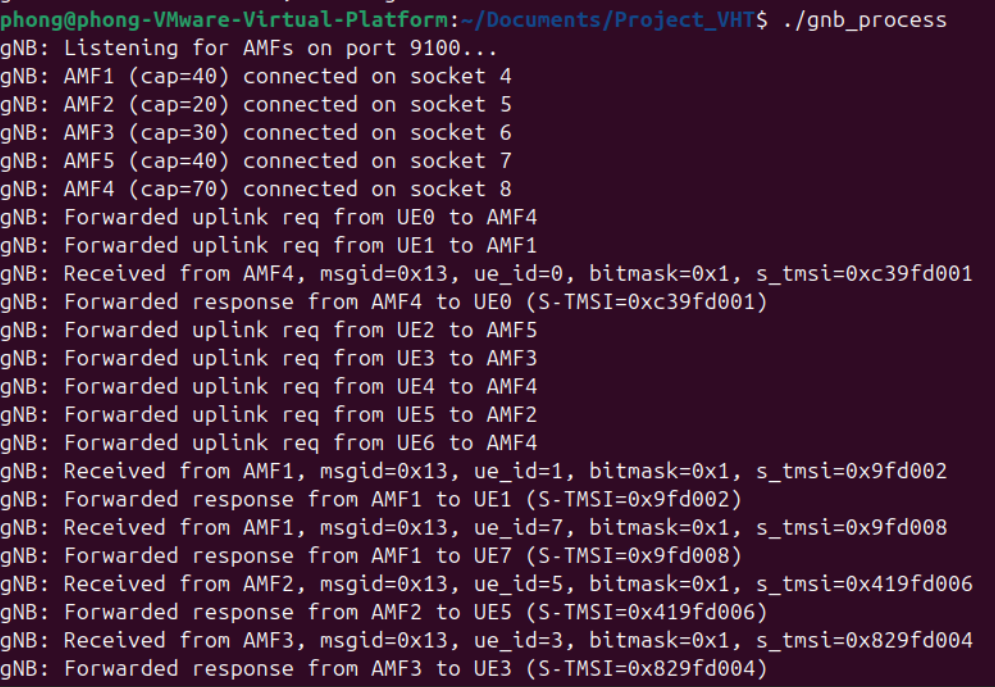 phong@phong-VMware-Virtual-Platform:~/Documents/Project_VHT$ ./gnb_process
gNB: Listening for AMFs on port 9100...
gNB: AMF1 (cap=40) connected on socket 4
gNB: AMF2 (cap=20) connected on socket 5
gNB: AMF3 (cap=30) connected on socket 6
gNB: AMF5 (cap=40) connected on socket 7
gNB: AMF4 (cap=70) connected on socket 8
gNB: Forwarded uplink req from UE0 to AMF4
gNB: Forwarded uplink req from UE1 to AMF1
gNB: Received from AMF4, msgid=0x13, ue_id=0, bitmask=0x1, s_tmsi=0xc39fd001
gNB: Forwarded response from AMF4 to UE0 (S-TMSI=0xc39fd001)
gNB: Forwarded uplink req from UE2 to AMF5
gNB: Forwarded uplink req from UE3 to AMF3
gNB: Forwarded uplink req from UE4 to AMF4
gNB: Forwarded uplink req from UE5 to AMF2
gNB: Forwarded uplink req from UE6 to AMF4
gNB: Received from AMF1, msgid=0x13, ue_id=1, bitmask=0x1, s_tmsi=0x9fd002
gNB: Forwarded response from AMF1 to UE1 (S-TMSI=0x9fd002)
gNB: Received from AMF1, msgid=0x13, ue_id=7, bitmask=0x1, s_tmsi=0x9fd008
gNB: Forwarded response from AMF1 to UE7 (S-TMSI=0x9fd008)
gNB: Received from AMF2, msgid=0x13, ue_id=5, bitmask=0x1, s_tmsi=0x419fd006
gNB: Forwarded response from AMF2 to UE5 (S-TMSI=0x419fd006)
gNB: Received from AMF3, msgid=0x13, ue_id=3, bitmask=0x1, s_tmsi=0x829fd004
gNB: Forwarded response from AMF3 to UE3 (S-TMSI=0x829fd004)